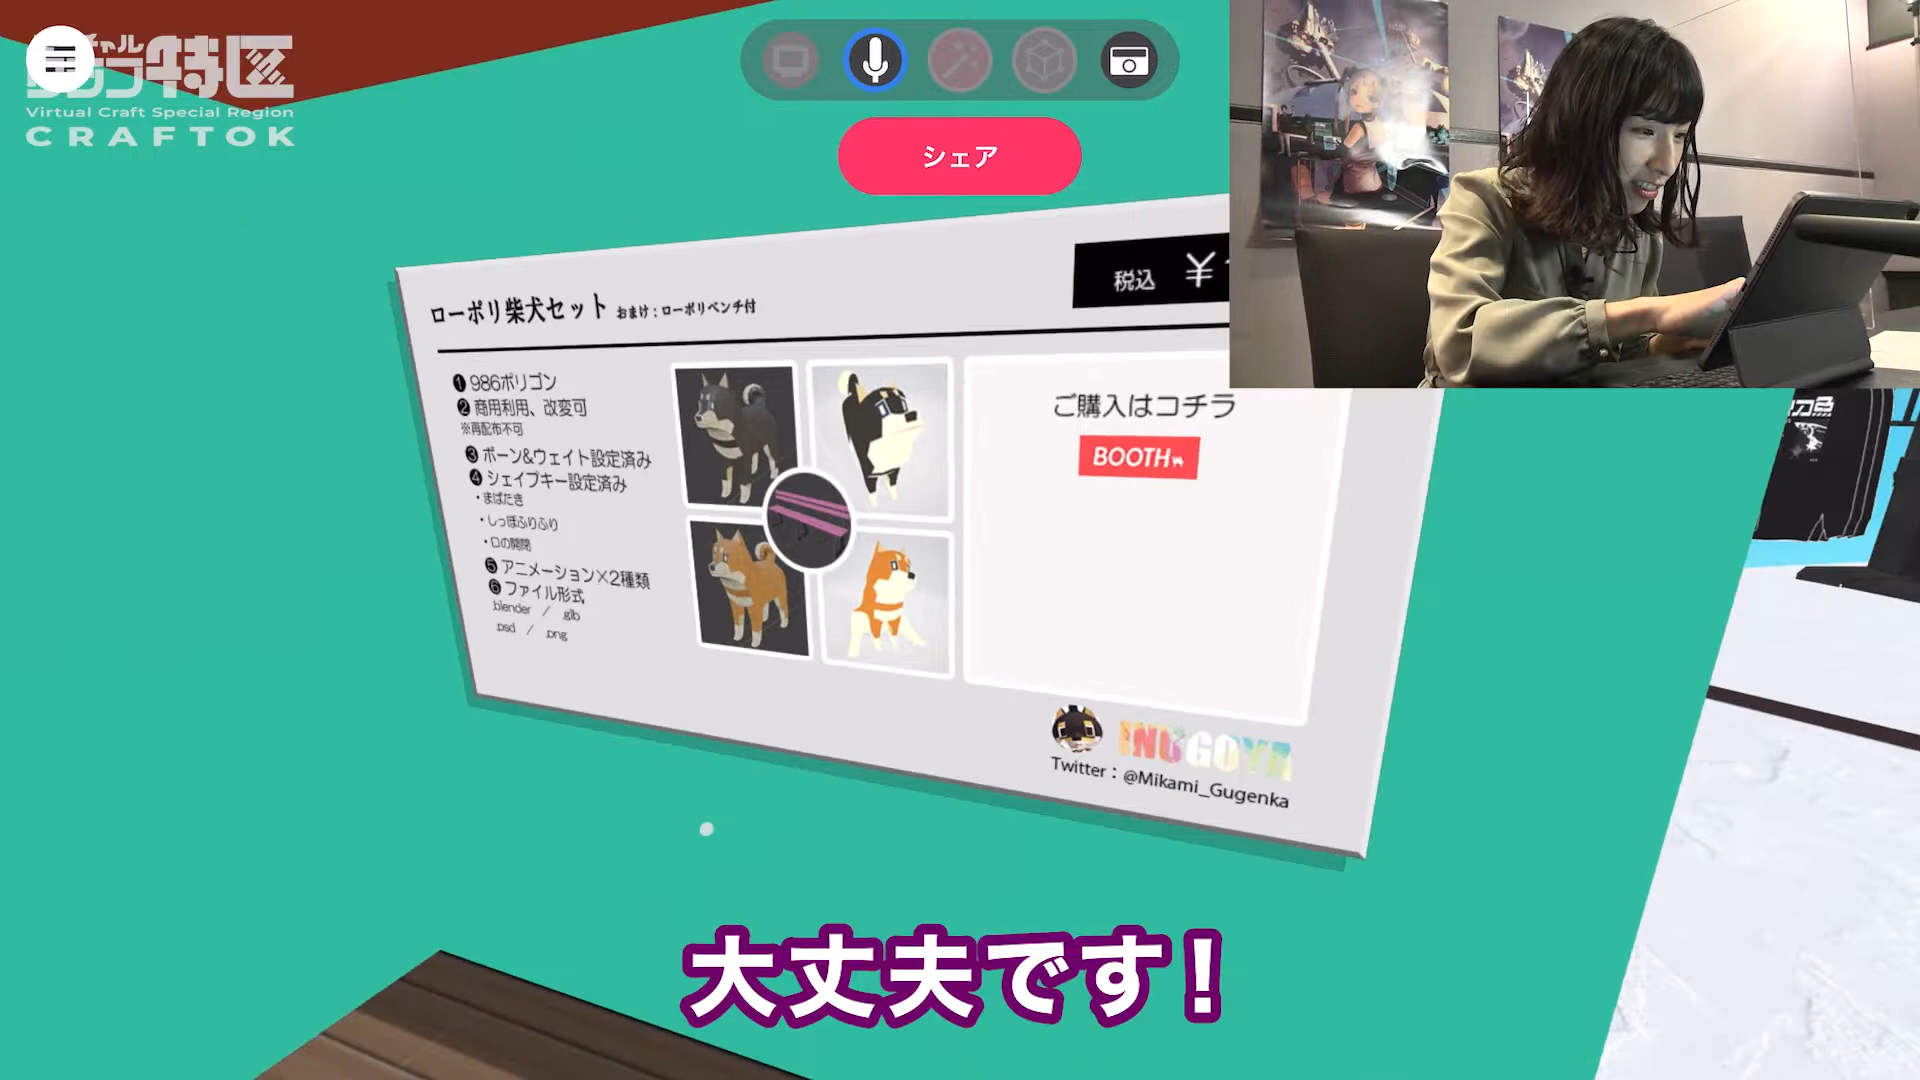 特区
Virtual Craft Special Region
CRAFTOK
シェア
税込 ¥
ローポリ柴犬セット おまけ：ローポリベンチ付
❶986ポリゴン
❷商用利用、改変可
※再配布不可
❸ボーン&ウェイト設定済み
❹シェイプキー設定済み
・まばたき
・しっぽふりふり
・口の開閉
❺アニメーション×2種類
❻ファイル形式
.blender / .glb
.psd / .png
ご購入はコチラ
BOOTH
INUGOYA
Twitter：@Mikami_Gugenka
大丈夫です！